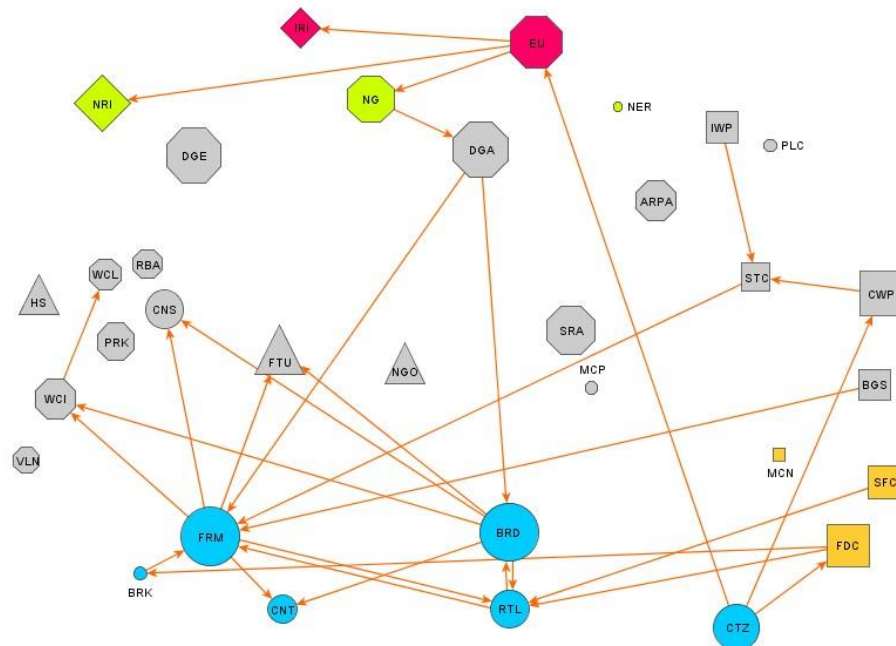 IRI
EU
NRI
NG
NER
IWP
PLC
DGE
DGA
ARPA
WCL
RBA
STC
CWP
HS
CNS
PRK
FTU
NGO
SRA
MCP
WCI
BGS
VLN
MCN
SFC
FRM
BRD
FDC
BRK
CNT
RTL
CTZ